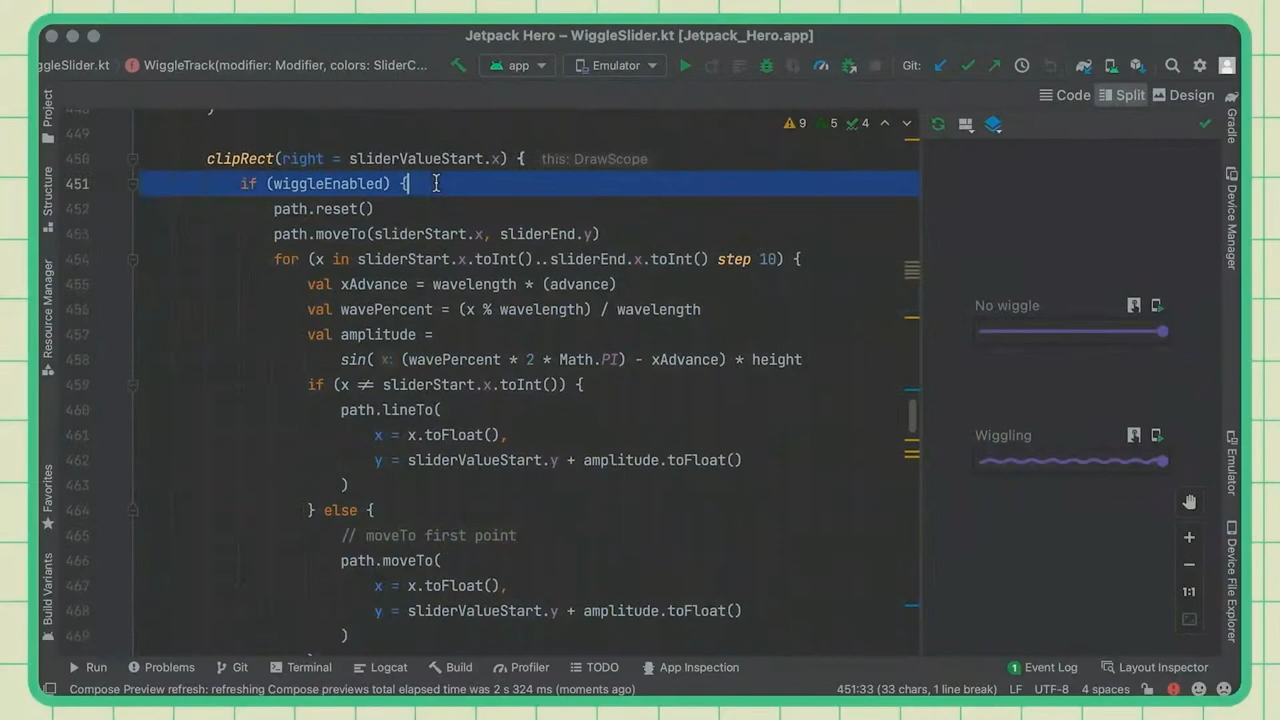 Jetpack Hero – WiggleSlider.kt [Jetpack_Hero.app]
ggleSlider.kt WiggleTrack(modifier: Modifier, colors: SliderC... app Emulator Git:
Code Split Design
9 5 4
449
450 clipRect(right = sliderValueStart.x) { this: DrawScope
451 if (wiggleEnabled) {
452 path.reset()
453 path.moveTo(sliderStart.x, sliderEnd.y)
454 for (x in sliderStart.x.toInt()..sliderEnd.x.toInt() step 10) {
455 val xAdvance = wavelength * (advance)
456 val wavePercent = (x % wavelength) / wavelength
457 val amplitude =
458 sin( x: (wavePercent * 2 * Math.PI) - xAdvance) * height
459 if (x ≠ sliderStart.x.toInt()) {
460 path.lineTo(
461 x = x.toFloat(),
462 y = sliderValueStart.y + amplitude.toFloat()
463 )
464 } else {
465 // moveTo first point
466 path.moveTo(
467 x = x.toFloat(),
468 y = sliderValueStart.y + amplitude.toFloat()
469 )
No wiggle
Wiggling
1:1
Project
Structure
Resource Manager
Favorites
Build Variants
Gradle
Device Manager
Emulator
Device File Explorer
Run Problems Git Terminal Logcat Build Profiler TODO App Inspection 1 Event Log Layout Inspector
Compose Preview refresh: refreshing Compose previews total elapsed time was 2 s 324 ms (moments ago) 451:33 (33 chars, 1 line break) LF UTF-8 4 spaces